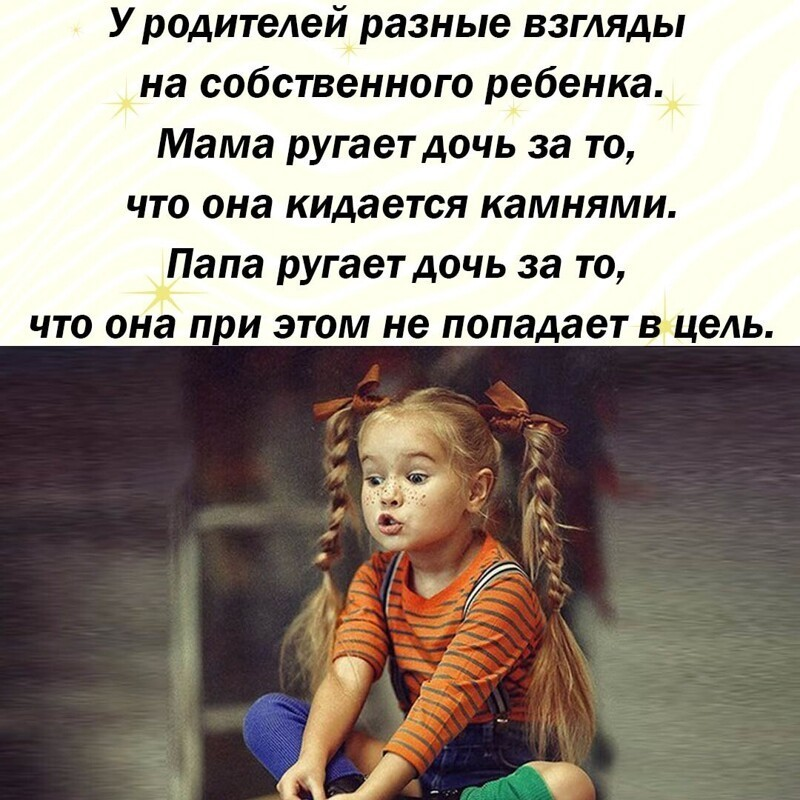 У родителей разные взгляды
на собственного ребенка.
Мама ругает дочь за то,
что она кидается камнями.
Папа ругает дочь за то,
что она при этом не попадает в цель.